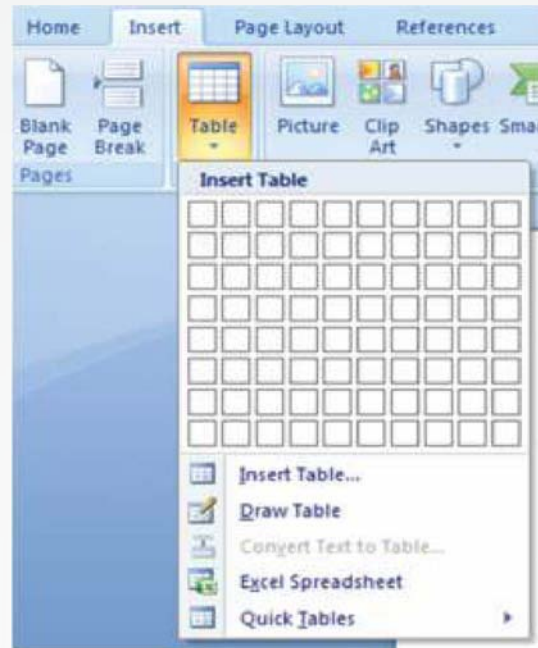 Home Insert Page Layout References
Blank Page Page Break Table Picture Clip Art Shapes Sma
Pages
Insert Table
Insert Table...
Draw Table
Convert Text to Table...
Excel Spreadsheet
Quick Tables